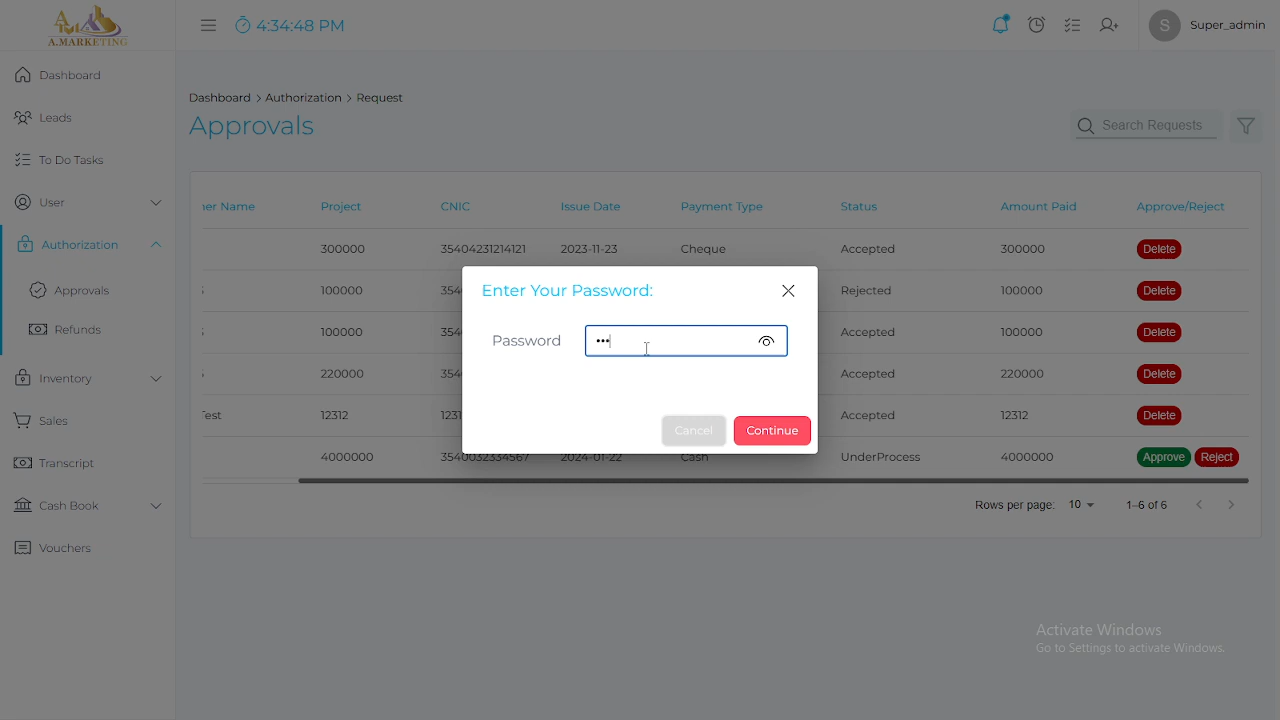 A.MARKETING
4:34:48 PM
S Super_admin
Dashboard
Leads
To Do Tasks
User
Authorization
Approvals
Refunds
Inventory
Sales
Transcript
Cash Book
Vouchers
Dashboard > Authorization > Request
Approvals
Search Requests
er Name Project CNIC Issue Date Payment Type Status Amount Paid Approve/Reject
300000 35404231214121 2023-11-23 Cheque Accepted 300000 Delete
100000 354 Rejected 100000 Delete
100000 354 Accepted 100000 Delete
220000 354 Accepted 220000 Delete
Test 12312 1231 Accepted 12312 Delete
4000000 3540032334567 2024-01-22 Cash UnderProcess 4000000 Approve Reject
Enter Your Password:
Password •••
Cancel Continue
Rows per page: 10 1–6 of 6
Activate Windows
Go to Settings to activate Windows.